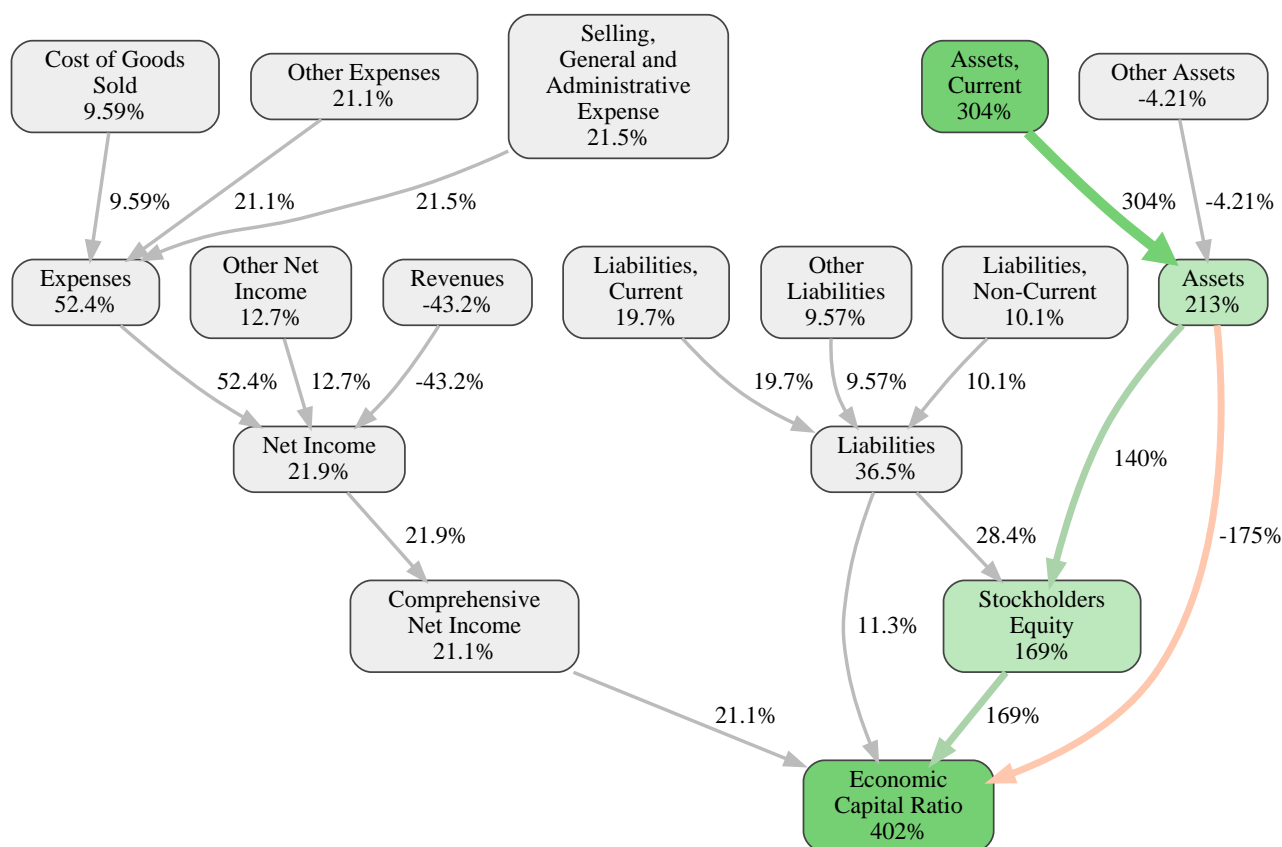 Cost of Goods
Sold
9.59%
Other Expenses
21.1%
Selling,
General and
Administrative
Expense
21.5%
Assets,
Current
304%
Other Assets
-4.21%
9.59%
21.1%
21.5%
304%
-4.21%
Expenses
52.4%
Other Net
Income
12.7%
Revenues
-43.2%
Liabilities,
Current
19.7%
Other
Liabilities
9.57%
Liabilities,
Non-Current
10.1%
Assets
213%
52.4%
12.7%
-43.2%
19.7%
9.57%
10.1%
Net Income
21.9%
Liabilities
36.5%
140%
21.9%
28.4%
-175%
Comprehensive
Net Income
21.1%
11.3%
Stockholders
Equity
169%
21.1%
169%
Economic
Capital Ratio
402%